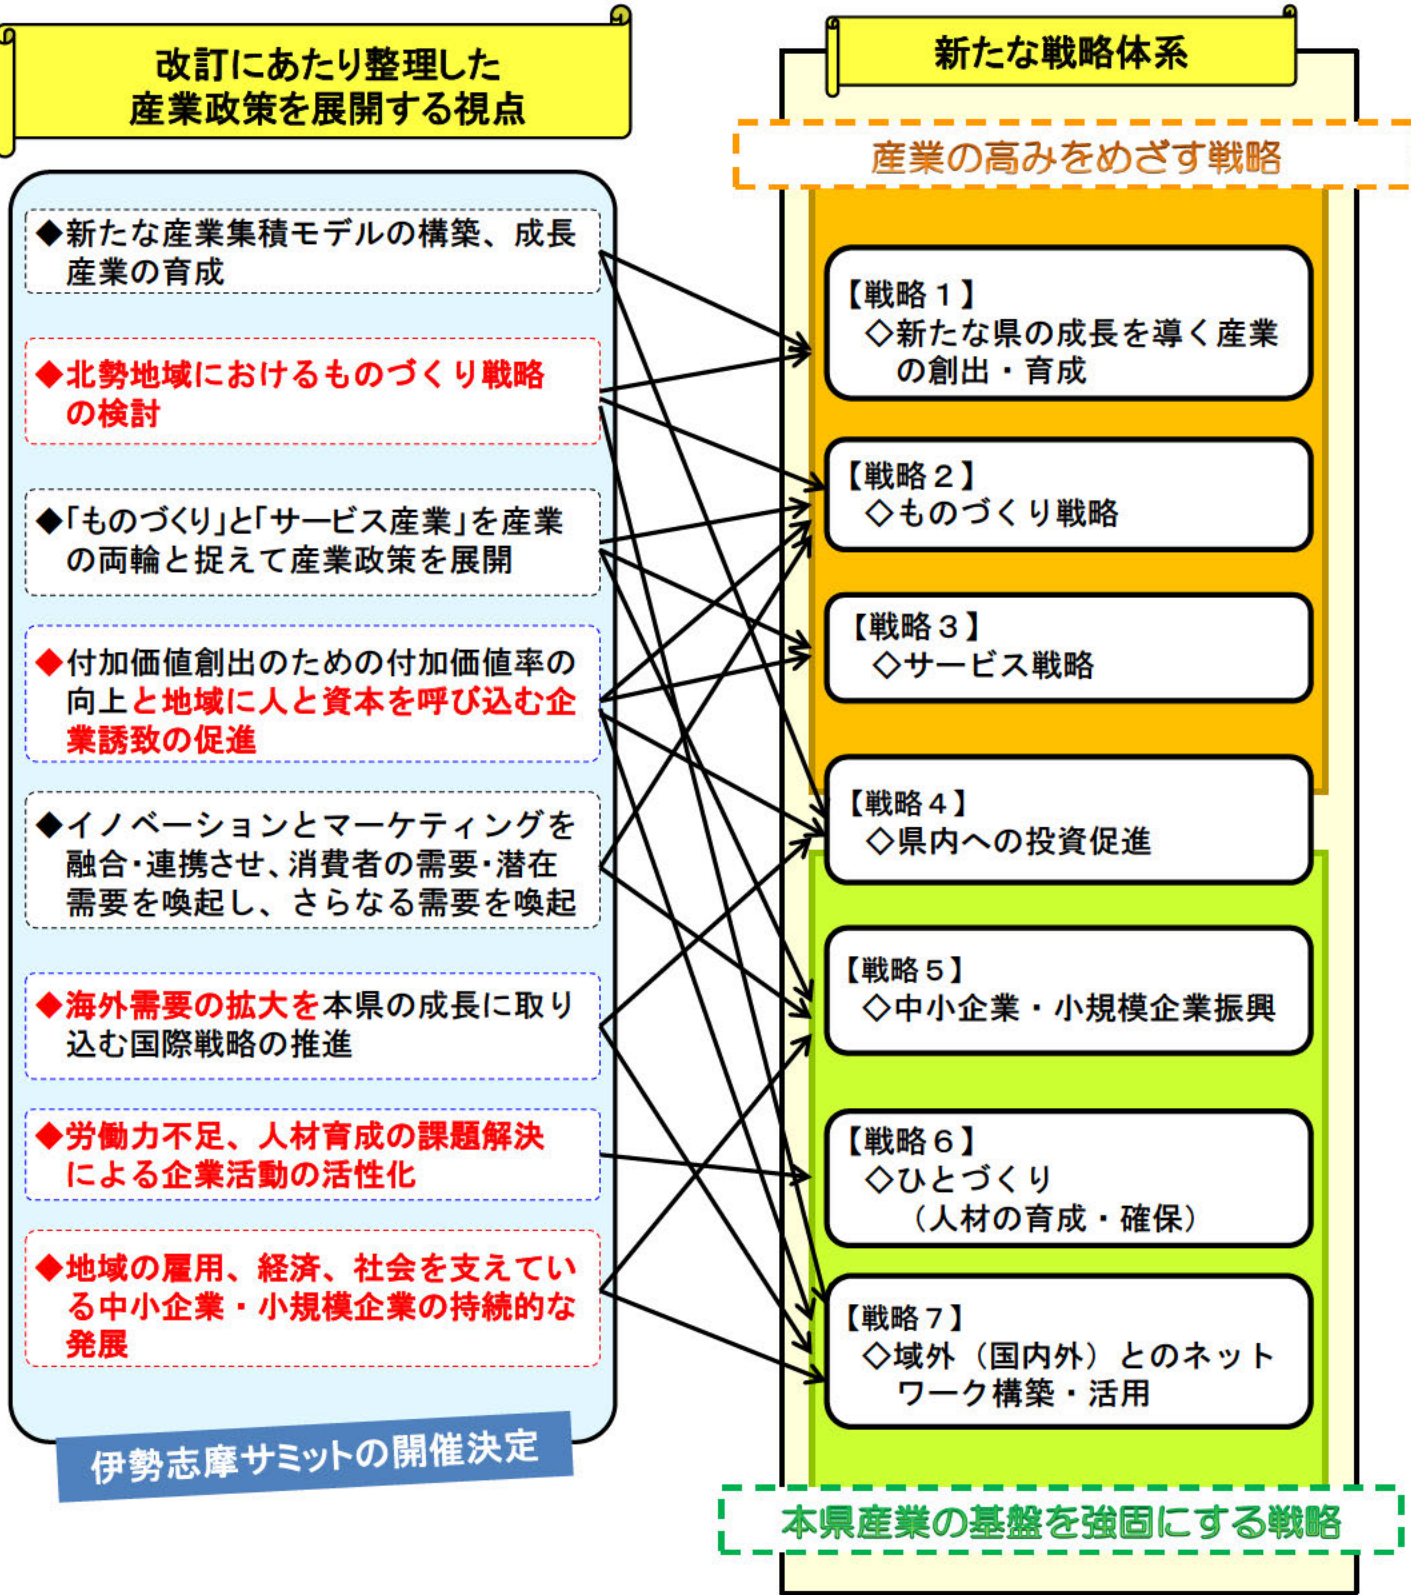 改訂にあたり整理した
産業政策を展開する視点
◆新たな産業集積モデルの構築、成長
産業の育成
◆北勢地域におけるものづくり戦略
の検討
◆「ものづくり」と「サービス産業」を産業
の両輪と捉えて産業政策を展開
◆付加価値創出のための付加価値率の
向上と地域に人と資本を呼び込む企
業誘致の促進
◆イノベーションとマーケティングを
融合・連携させ、消費者の需要・潜在
需要を喚起し、さらなる需要を喚起
◆海外需要の拡大を本県の成長に取り
込む国際戦略の推進
◆労働力不足、人材育成の課題解決
による企業活動の活性化
◆地域の雇用、経済、社会を支えてい
る中小企業・小規模企業の持続的な
発展
伊勢志摩サミットの開催決定
新たな戦略体系
産業の高みをめざす戦略
【戦略１】
◇新たな県の成長を導く産業
の創出・育成
【戦略２】
◇ものづくり戦略
【戦略３】
◇サービス戦略
【戦略４】
◇県内への投資促進
【戦略５】
◇中小企業・小規模企業振興
【戦略６】
◇ひとづくり
（人材の育成・確保）
【戦略７】
◇域外（国内外）とのネット
ワーク構築・活用
本県産業の基盤を強固にする戦略